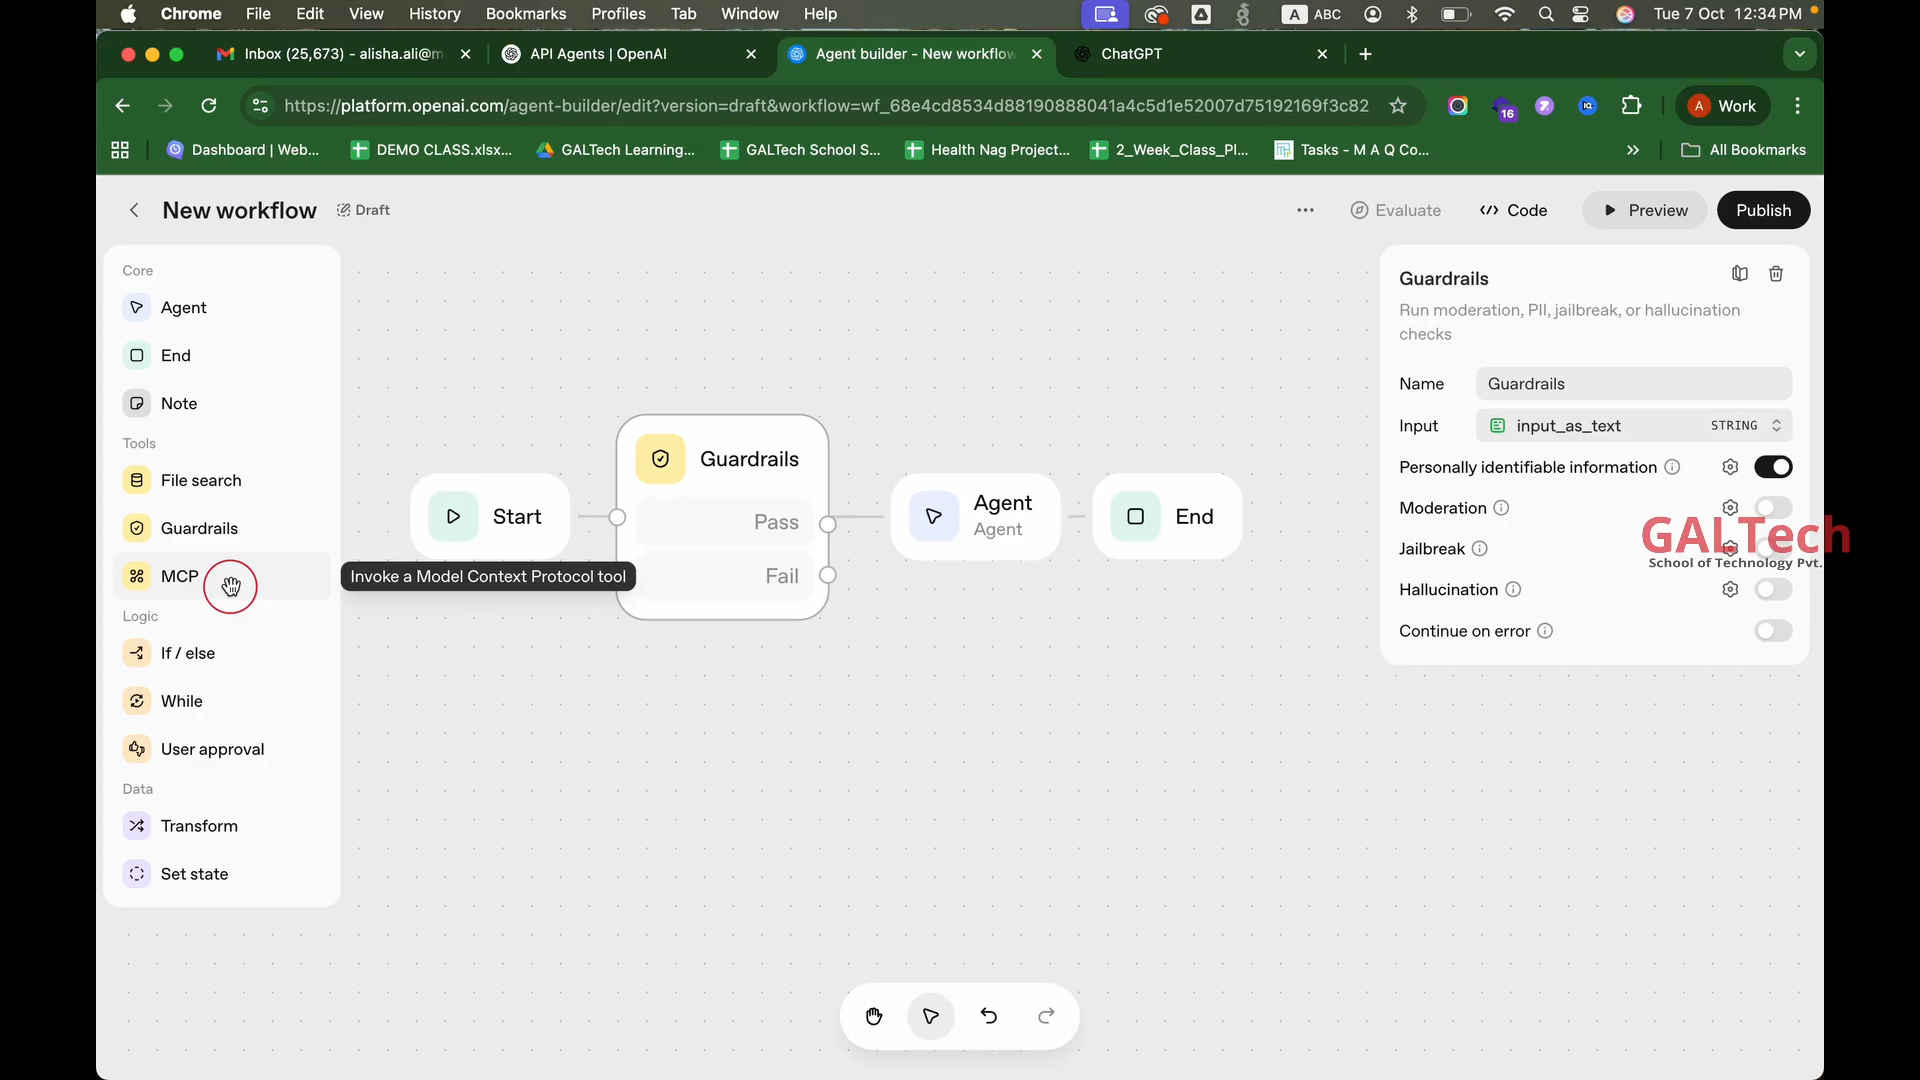 Chrome File Edit View History Bookmarks Profiles Tab Window Help A ABC Tue 7 Oct 12:34 PM
Inbox (25,673) - alisha.ali@m
API Agents | OpenAI
Agent builder - New workflow
ChatGPT
https://platform.openai.com/agent-builder/edit?version=draft&workflow=wf_68e4cd8534d88190888041a4c5d1e52007d75192169f3c82
16
A Work
Dashboard | Web...
DEMO CLASS.xlsx...
GALTech Learning...
GALTech School S...
Health Nag Project...
2_Week_Class_Pl...
Tasks - M A Q Co...
All Bookmarks
New workflow
Draft
Evaluate
Code
Preview
Publish
Core
Agent
End
Note
Tools
File search
Guardrails
MCP
Invoke a Model Context Protocol tool
Logic
If / else
While
User approval
Data
Transform
Set state
Start
Guardrails
Pass
Fail
Agent
Agent
End
Guardrails
Run moderation, PII, jailbreak, or hallucination
checks
Name Guardrails
Input input_as_text STRING
Personally identifiable information
Moderation
Jailbreak
Hallucination
Continue on error
GALTech
School of Technology Pvt.